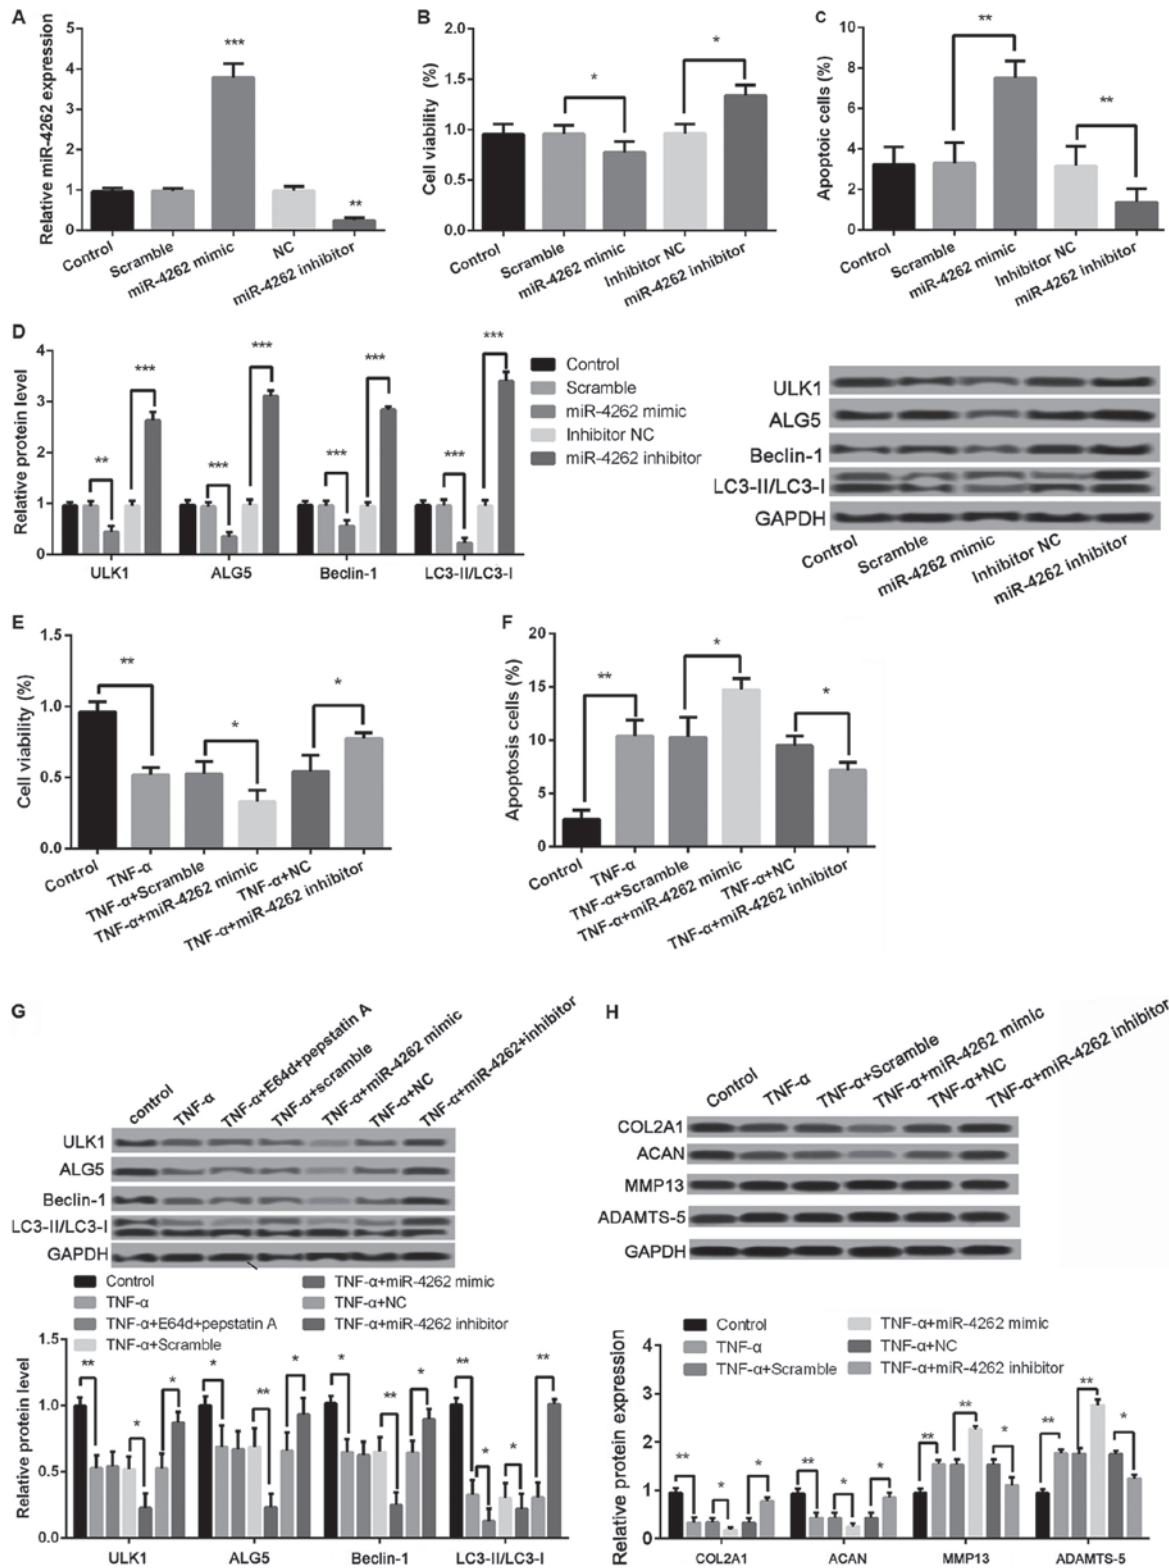 A
Relative miR-4262 expression
5
4
3
2
1
0
***
**
Control
Scramble
miR-4262 mimic
NC
miR-4262 inhibitor
B
Cell viability (%)
2.0
1.5
1.0
0.5
0.0
*
*
Control
Scramble
miR-4262 mimic
Inhibitor NC
miR-4262 inhibitor
C
Apoptoic cells (%)
10
8
6
4
2
0
**
**
Control
Scramble
miR-4262 mimic
Inhibitor NC
miR-4262 inhibitor
D
Relative protein level
4
3
2
1
0
**
***
***
***
***
***
***
***
ULK1
ALG5
Beclin-1
LC3-II/LC3-I
Control
Scramble
miR-4262 mimic
Inhibitor NC
miR-4262 inhibitor
ULK1
ALG5
Beclin-1
LC3-II/LC3-I
GAPDH
Control
Scramble
miR-4262 mimic
Inhibitor NC
miR-4262 inhibitor
E
Cell viability (%)
1.5
1.0
0.5
0.0
**
*
*
Control
TNF-α
TNF-α+Scramble
TNF-α+miR-4262 mimic
TNF-α+NC
TNF-α+miR-4262 inhibitor
F
Apoptosis cells (%)
20
15
10
5
0
**
*
*
Control
TNF-α
TNF-α+Scramble
TNF-α+miR-4262 mimic
TNF-α+NC
TNF-α+miR-4262 inhibitor
G
control
TNF-α
TNF-α+E64d+pepstatin A
TNF-α+scramble
TNF-α+miR-4262 mimic
TNF-α+NC
TNF-α+miR-4262+inhibitor
ULK1
ALG5
Beclin-1
LC3-II/LC3-I
GAPDH
Control
TNF-α
TNF-α+E64d+pepstatin A
TNF-α+Scramble
TNF-α+miR-4262 mimic
TNF-α+NC
TNF-α+miR-4262 inhibitor
Relative protein level
1.5
1.0
0.5
0.0
**
*
*
*
**
*
*
**
*
**
*
*
**
ULK1
ALG5
Beclin-1
LC3-II/LC3-I
H
Control
TNF-α
TNF-α+Scramble
TNF-α+miR-4262 mimic
TNF-α+NC
TNF-α+miR-4262 inhibitor
COL2A1
ACAN
MMP13
ADAMTS-5
GAPDH
Control
TNF-α
TNF-α+Scramble
TNF-α+miR-4262 mimic
TNF-α+NC
TNF-α+miR-4262 inhibitor
Relative protein expression
4
3
2
1
0
**
*
*
**
*
*
**
**
*
**
**
*
COL2A1
ACAN
MMP13
ADAMTS-5